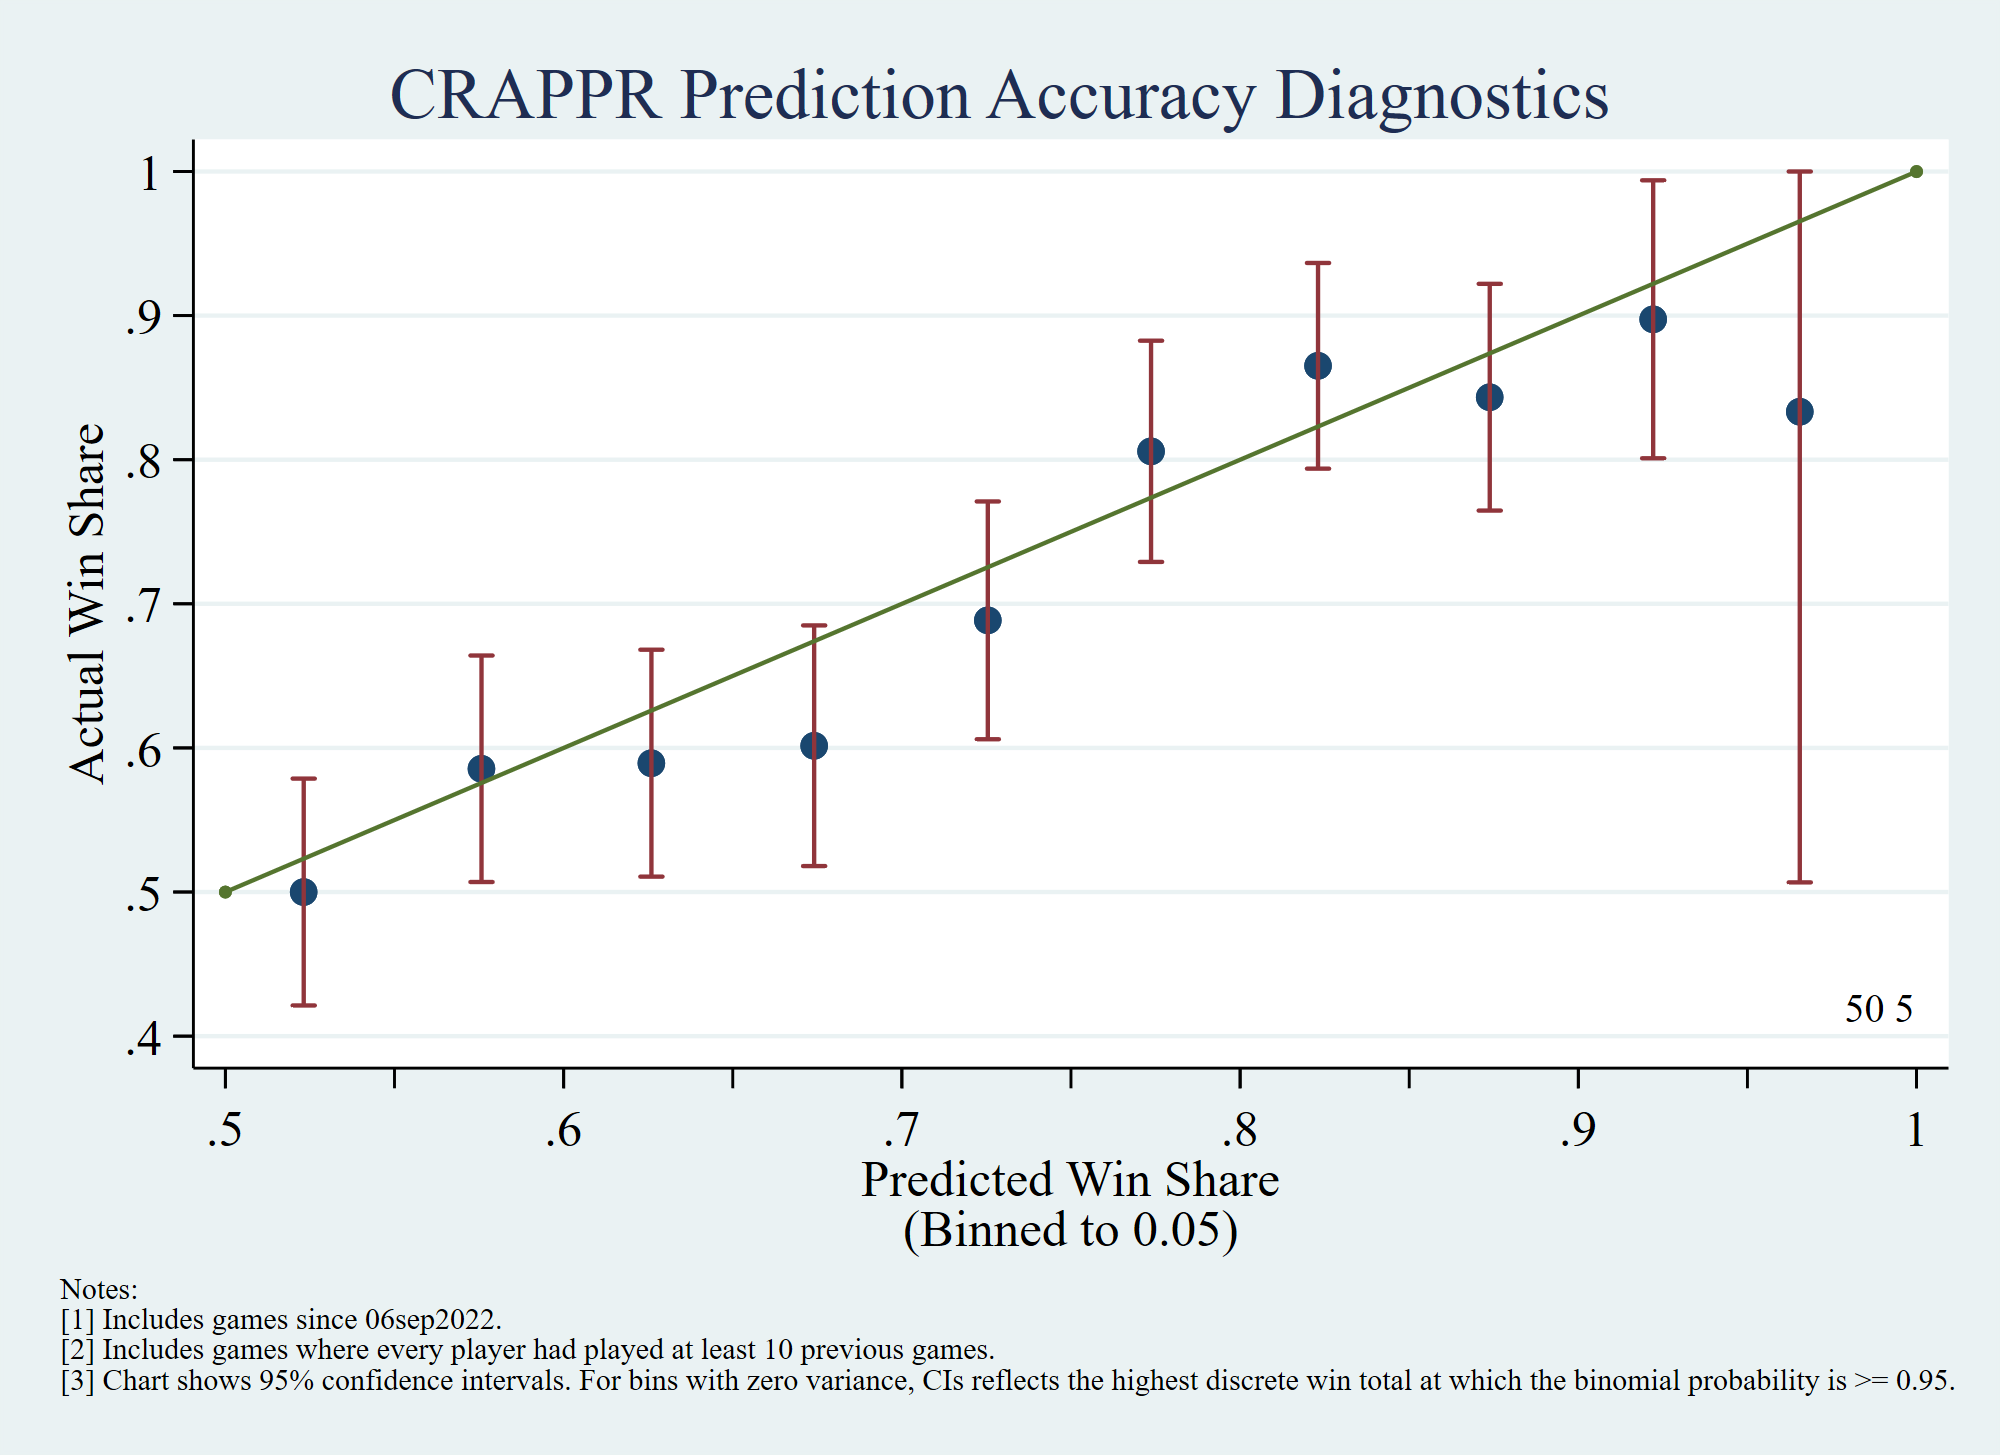 CRAPPR Prediction Accuracy Diagnostics
1
.9
.8
.7
.6
.5
.4
Actual Win Share
50 5
.5 .6 .7 .8 .9 1
Predicted Win Share
(Binned to 0.05)
Notes:
[1] Includes games since 06sep2022.
[2] Includes games where every player had played at least 10 previous games.
[3] Chart shows 95% confidence intervals. For bins with zero variance, CIs reflects the highest discrete win total at which the binomial probability is >= 0.95.